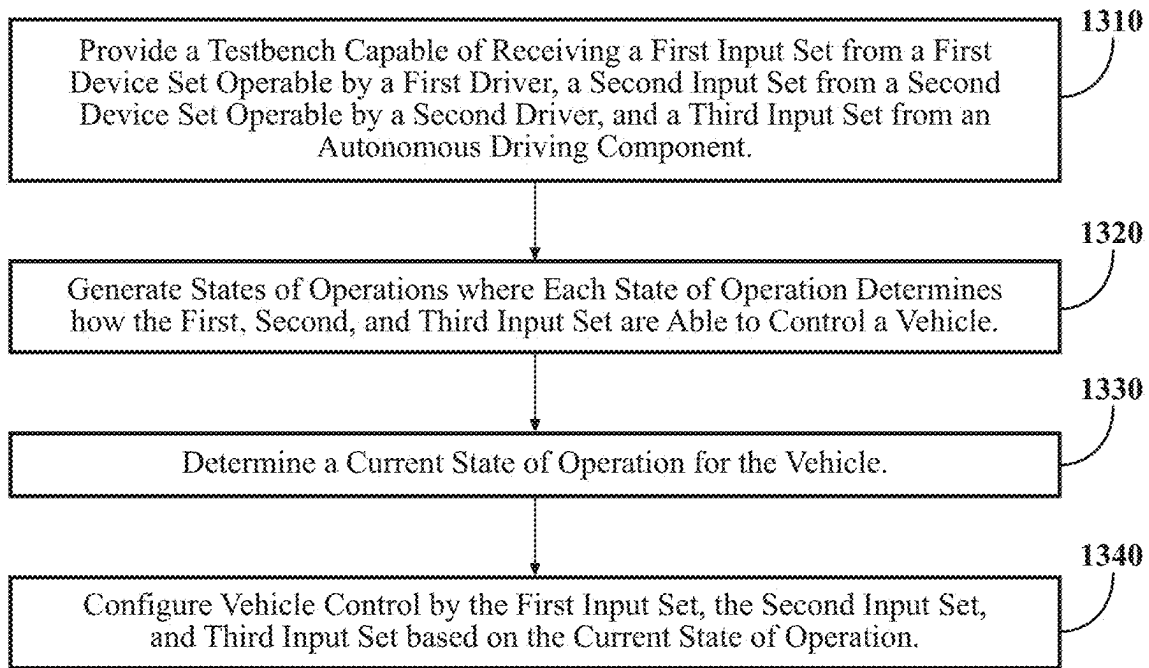 1310
Provide a Testbench Capable of Receiving a First Input Set from a First
Device Set Operable by a First Driver, a Second Input Set from a Second
Device Set Operable by a Second Driver, and a Third Input Set from an
Autonomous Driving Component.
1320
Generate States of Operations where Each State of Operation Determines
how the First, Second, and Third Input Set are Able to Control a Vehicle.
1330
Determine a Current State of Operation for the Vehicle.
1340
Configure Vehicle Control by the First Input Set, the Second Input Set,
and Third Input Set based on the Current State of Operation.